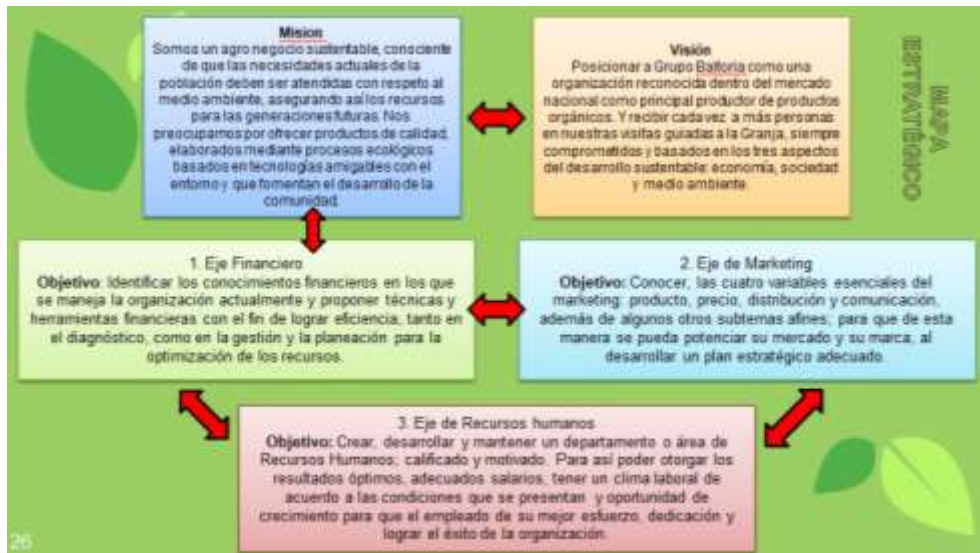 Mision
Somos un agro negocio sustentable, consciente
de que las necesidades actuales de la
población deben ser atendidas con respeto al
medio ambiente, asegurando así los recursos
para las generaciones futuras. Nos
preocupamos por ofrecer productos de calidad,
elaborados mediante procesos ecológicos
basados en tecnologías amigables con el
entorno y que fomentan el desarrollo de la
comunidad.
Visión
Posicionar a Grupo Baltoria como una
organización reconocida dentro del mercado
nacional como principal productor de productos
orgánicos. Y recibir cada vez a más personas
en nuestras visitas guiadas a la Granja, siempre
comprometidos y basados en los tres aspectos
del desarrollo sustentable: economía, sociedad
y medio ambiente.
MAPA
ESTRATÉGICO
1. Eje Financiero
Objetivo: Identificar los conocimientos financieros en los que
se maneja la organización actualmente y proponer técnicas y
herramientas financieras con el fin de lograr eficiencia, tanto en
el diagnóstico, como en la gestión y la planeación para la
optimización de los recursos.
2. Eje de Marketing
Objetivo: Conocer, las cuatro variables esenciales del
marketing: producto, precio, distribución y comunicación,
además de algunos otros subtemas afines; para que de esta
manera se pueda potenciar su mercado y su marca, al
desarrollar un plan estratégico adecuado.
3. Eje de Recursos humanos
Objetivo: Crear, desarrollar y mantener un departamento o área de
Recursos Humanos; calificado y motivado. Para así poder otorgar los
resultados óptimos, adecuados salarios, tener un clima laboral de
acuerdo a las condiciones que se presentan y oportunidad de
crecimiento para que el empleado de su mejor esfuerzo, dedicación y
lograr el éxito de la organización.
26